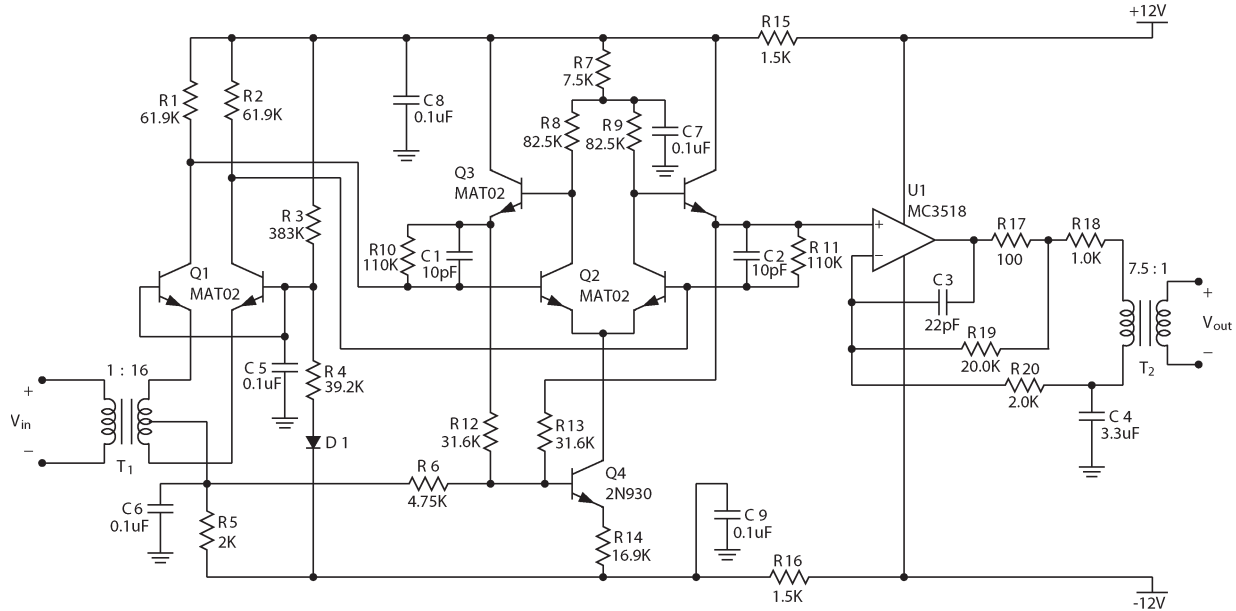 +12V
R15
1.5K
R1
61.9K
R2
61.9K
C8
0.1uF
R7
7.5K
R8
82.5K
R9
82.5K
C7
0.1uF
Q3
MAT02
U1
MC3518
+
−
R3
383K
R10
110K
C1
10pF
C2
10pF
R11
110K
R17
100
R18
1.0K
Q1
MAT02
Q2
MAT02
7.5 : 1
C3
22pF
+
Vout
−
R19
20.0K
T2
C5
0.1uF
R4
39.2K
R20
2.0K
1 : 16
+
Vin
−
T1
C4
3.3uF
R12
31.6K
R13
31.6K
D1
R6
4.75K
Q4
2N930
C6
0.1uF
R5
2K
C9
0.1uF
R14
16.9K
R16
1.5K
-12V